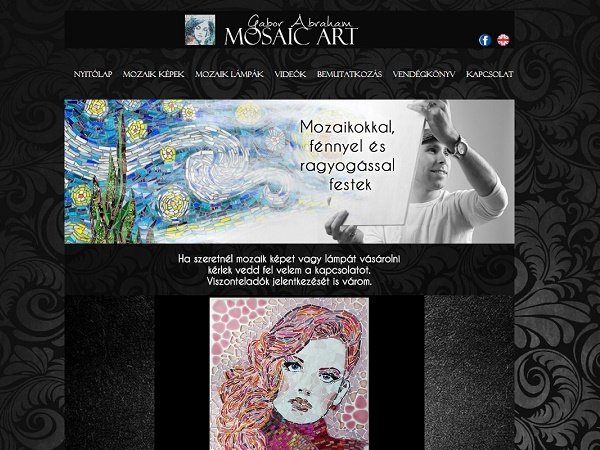 Gabor Abraham
MOSAIC ART
NYITÓLAP MOZAIK KÉPEK MOZAIK LÁMPÁK VIDEÓK BEMUTATKOZÁS VENDÉGKÖNYV KAPCSOLAT
Mozaikokkal,
fénnyel és
ragyogással
festek
Ha szeretnél mozaik képet vagy lámpát vásárolni
kérlek vedd fel velem a kapcsolatot.
Viszonteladók jelentkezését is várom.